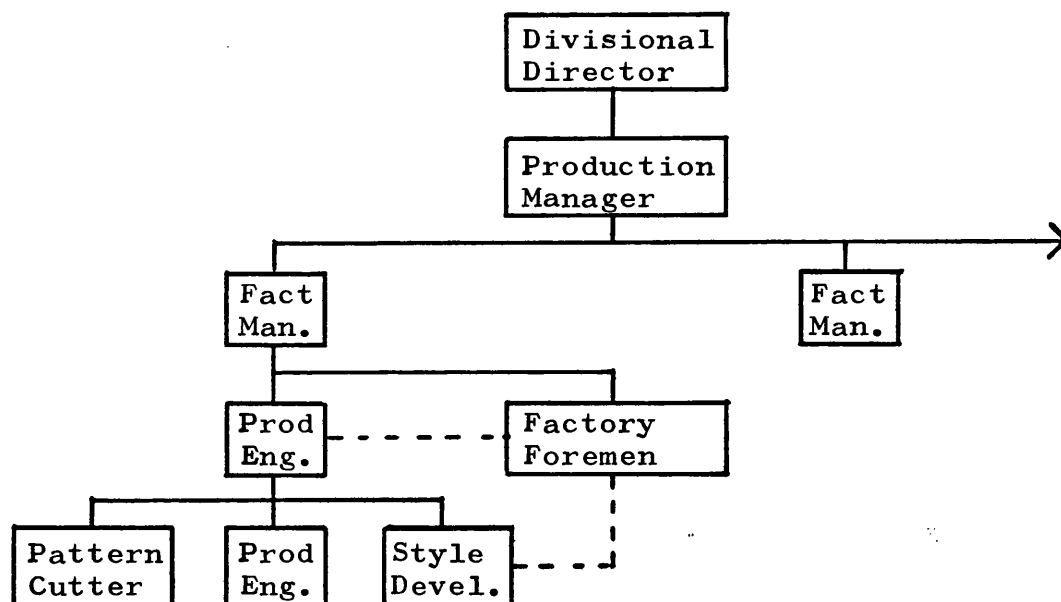 Divisional
Director
Production
Manager
Fact
Man.
Fact
Man.
Prod
Eng.
Factory
Foremen
Pattern
Cutter
Prod
Eng.
Style
Devel.